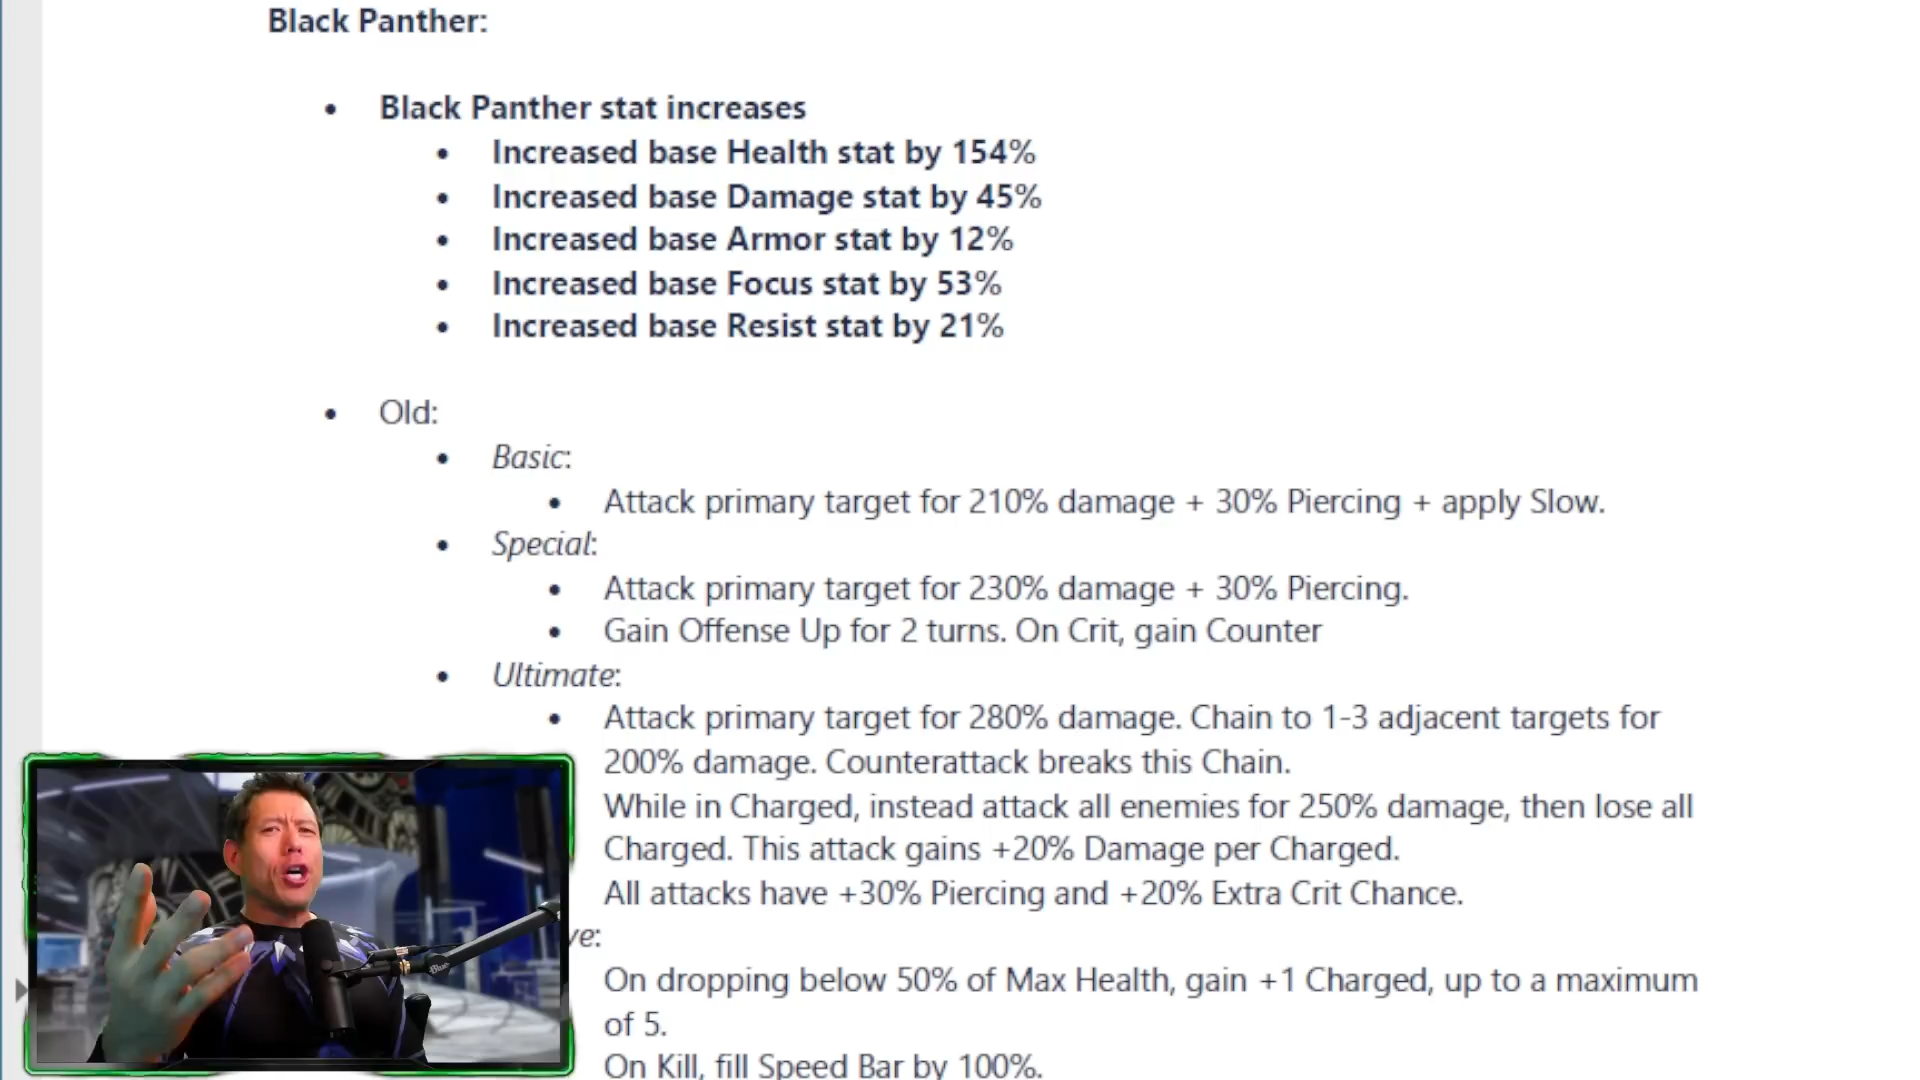 Black Panther:
• Black Panther stat increases
• Increased base Health stat by 154%
• Increased base Damage stat by 45%
• Increased base Armor stat by 12%
• Increased base Focus stat by 53%
• Increased base Resist stat by 21%
• Old:
• Basic:
• Attack primary target for 210% damage + 30% Piercing + apply Slow.
• Special:
• Attack primary target for 230% damage + 30% Piercing.
• Gain Offense Up for 2 turns. On Crit, gain Counter
• Ultimate:
• Attack primary target for 280% damage. Chain to 1-3 adjacent targets for
200% damage. Counterattack breaks this Chain.
While in Charged, instead attack all enemies for 250% damage, then lose all
Charged. This attack gains +20% Damage per Charged.
All attacks have +30% Piercing and +20% Extra Crit Chance.
ve:
On dropping below 50% of Max Health, gain +1 Charged, up to a maximum
of 5.
On Kill, fill Speed Bar by 100%.
Blue